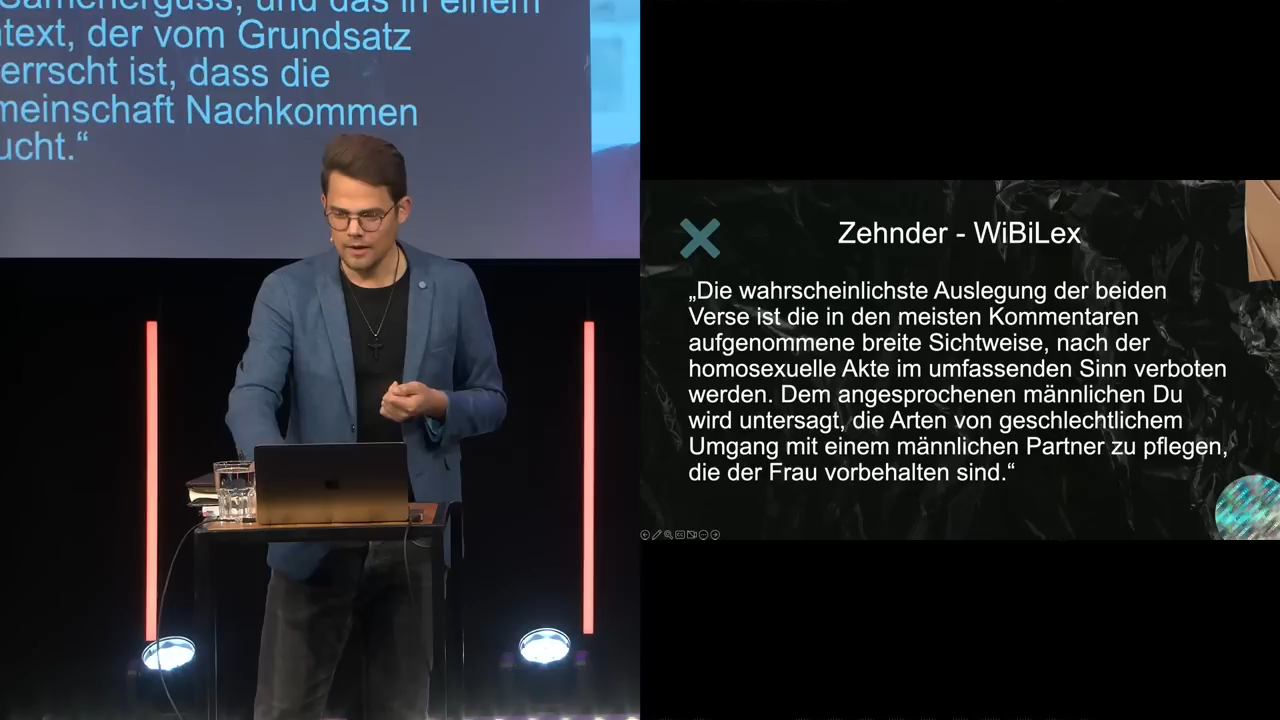 einem
text, der vom Grundsatz
errscht ist, dass die
meinschaft Nachkommen
ucht.“
Zehnder - WiBiLex
„Die wahrscheinlichste Auslegung der beiden
Verse ist die in den meisten Kommentaren
aufgenommene breite Sichtweise, nach der
homosexuelle Akte im umfassenden Sinn verboten
werden. Dem angesprochenen männlichen Du
wird untersagt, die Arten von geschlechtlichem
Umgang mit einem männlichen Partner zu pflegen,
die der Frau vorbehalten sind.“